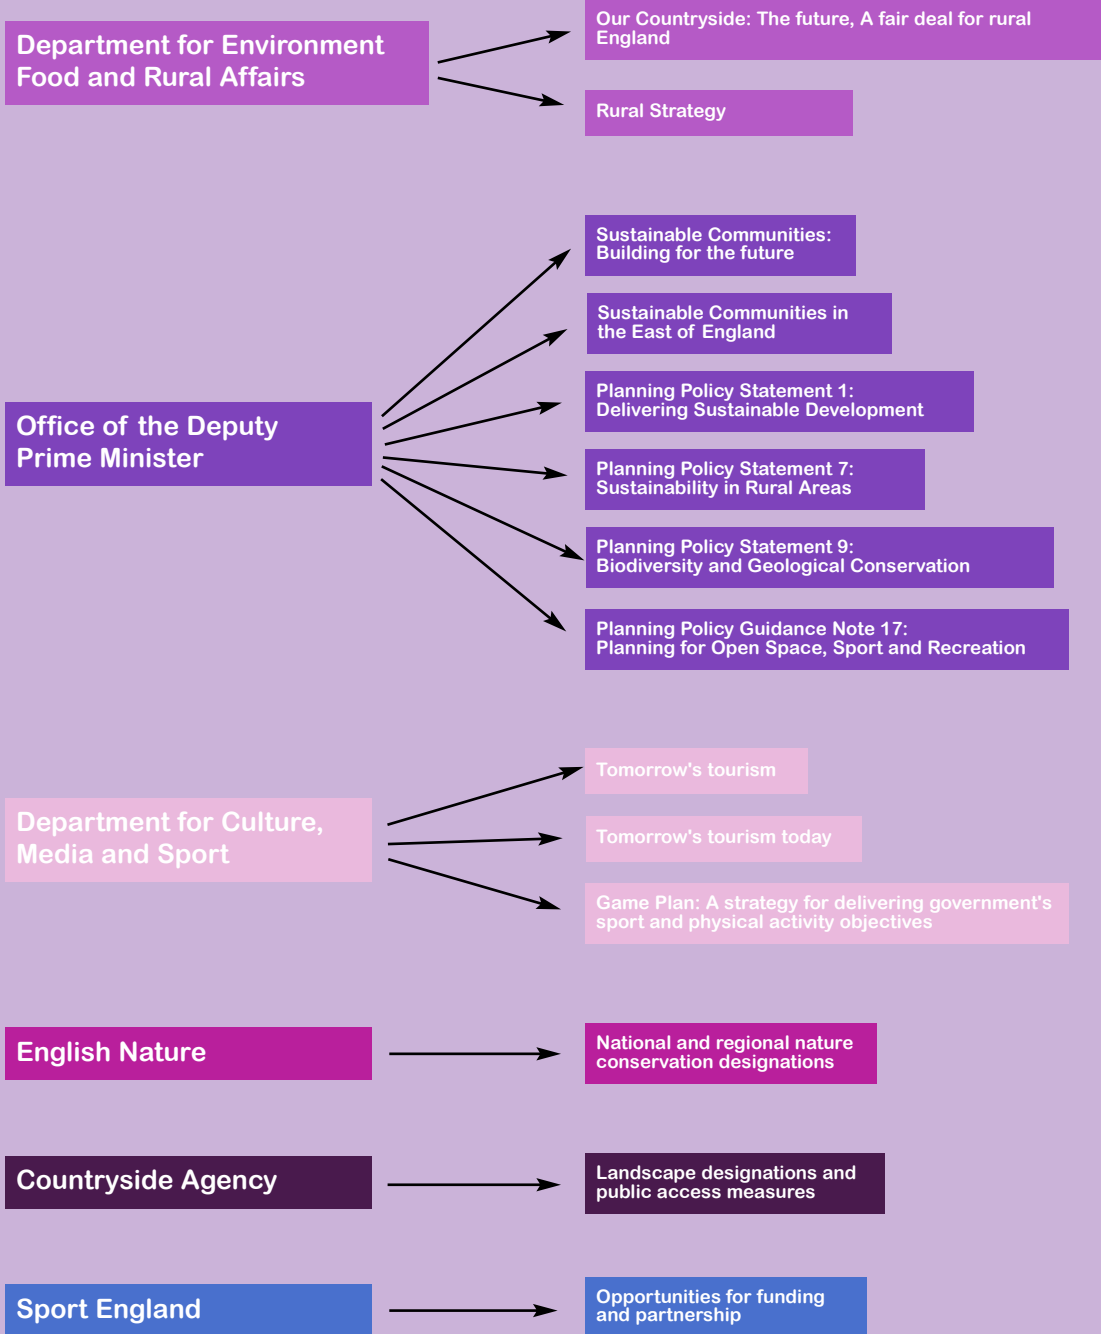 Department for Environment
Food and Rural Affairs
Our Countryside: The future, A fair deal for rural
England
Rural Strategy
Office of the Deputy
Prime Minister
Sustainable Communities:
Building for the future
Sustainable Communities in
the East of England
Planning Policy Statement 1:
Delivering Sustainable Development
Planning Policy Statement 7:
Sustainability in Rural Areas
Planning Policy Statement 9:
Biodiversity and Geological Conservation
Planning Policy Guidance Note 17:
Planning for Open Space, Sport and Recreation
Department for Culture,
Media and Sport
Tomorrow's tourism
Tomorrow's tourism today
Game Plan: A strategy for delivering government's
sport and physical activity objectives
English Nature
National and regional nature
conservation designations
Countryside Agency
Landscape designations and
public access measures
Sport England
Opportunities for funding
and partnership